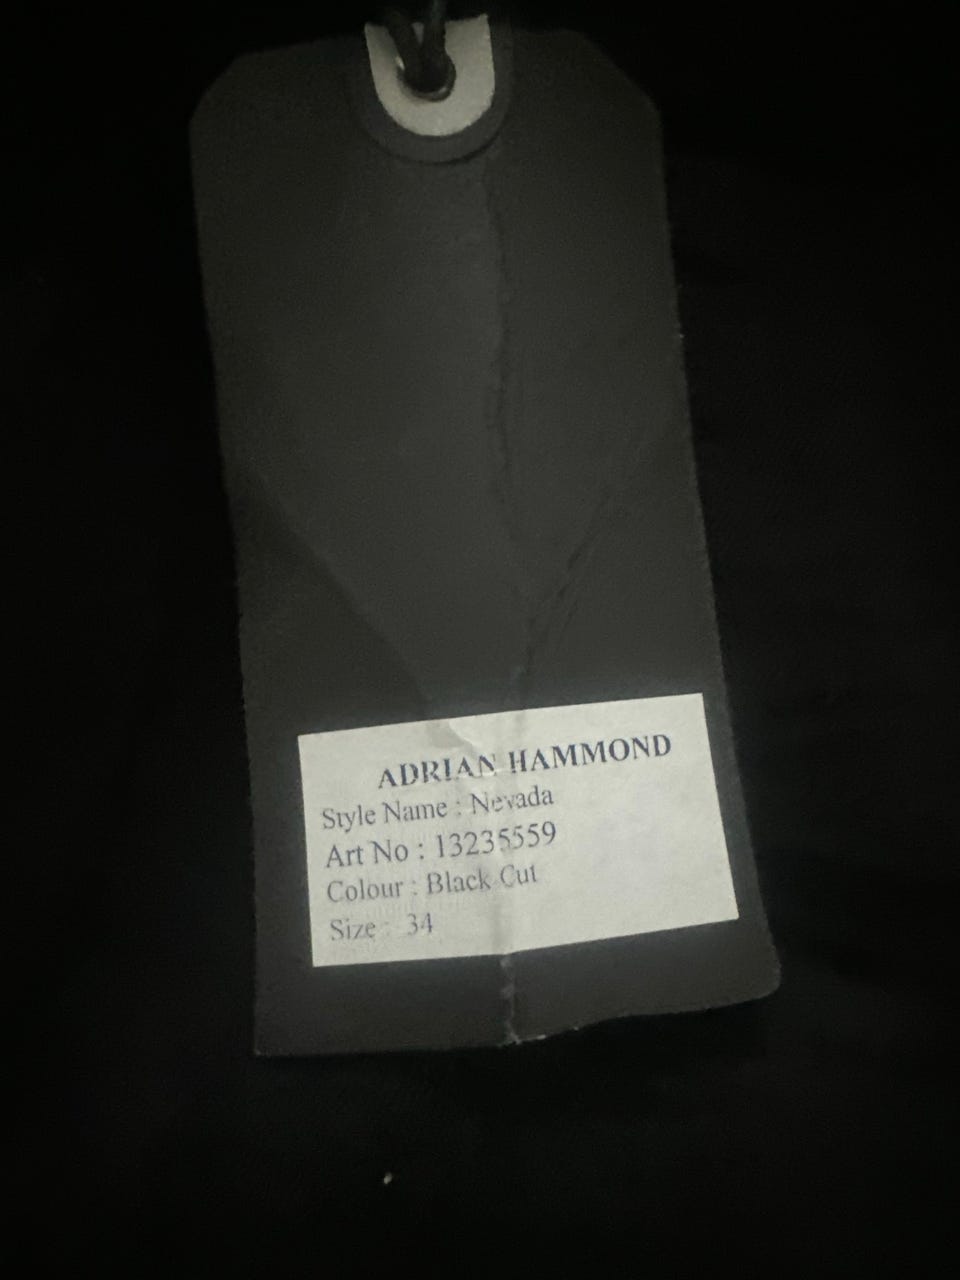 ADRIAN HAMMOND
Style Name : Nevada
Art No : 13235559
Colour : Black Cut
Size : 34